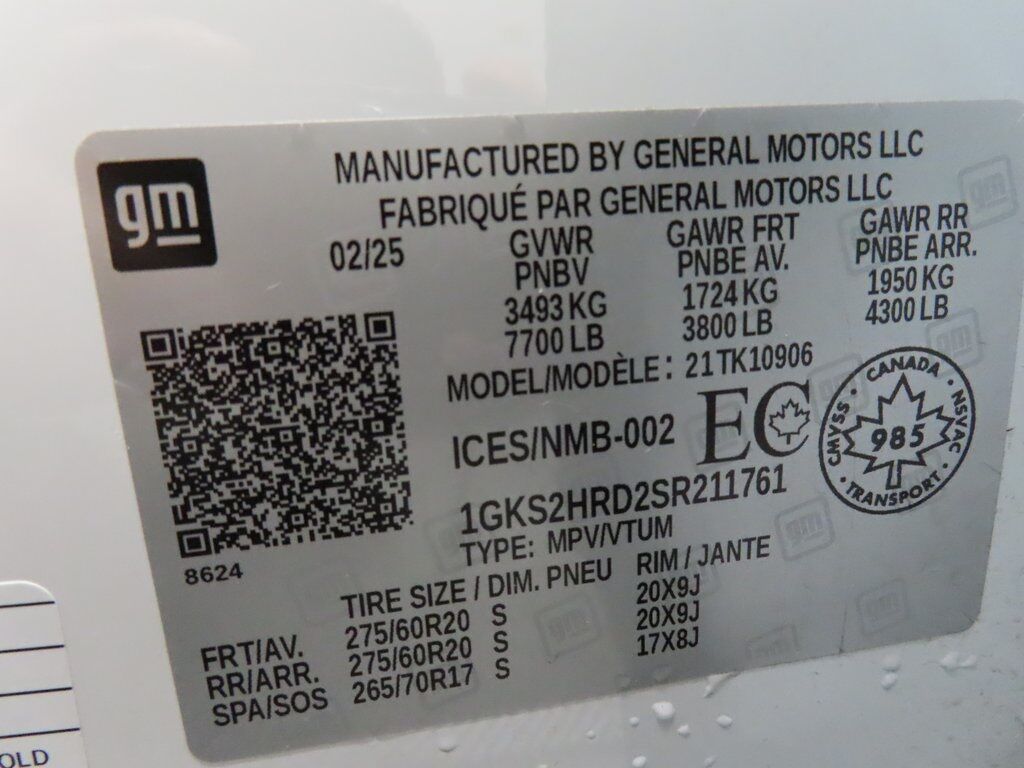 gm
MANUFACTURED BY GENERAL MOTORS LLC
FABRIQUÉ PAR GENERAL MOTORS LLC
02/25
GVWR GAWR FRT GAWR RR
PNBV PNBE AV. PNBE ARR.
3493 KG 1724 KG 1950 KG
7700 LB 3800 LB 4300 LB
MODEL/MODÈLE: 21TK10906
ICES/NMB-002 EC
CANADA
CMVSS · NSVAC
985
TRANSPORT
1GKS2HRD2SR211761
TYPE: MPV/VTUM
8624
TIRE SIZE / DIM. PNEU RIM / JANTE
FRT/AV. 275/60R20 S 20X9J
RR/ARR. 275/60R20 S 20X9J
SPA/SOS 265/70R17 S 17X8J
OLD